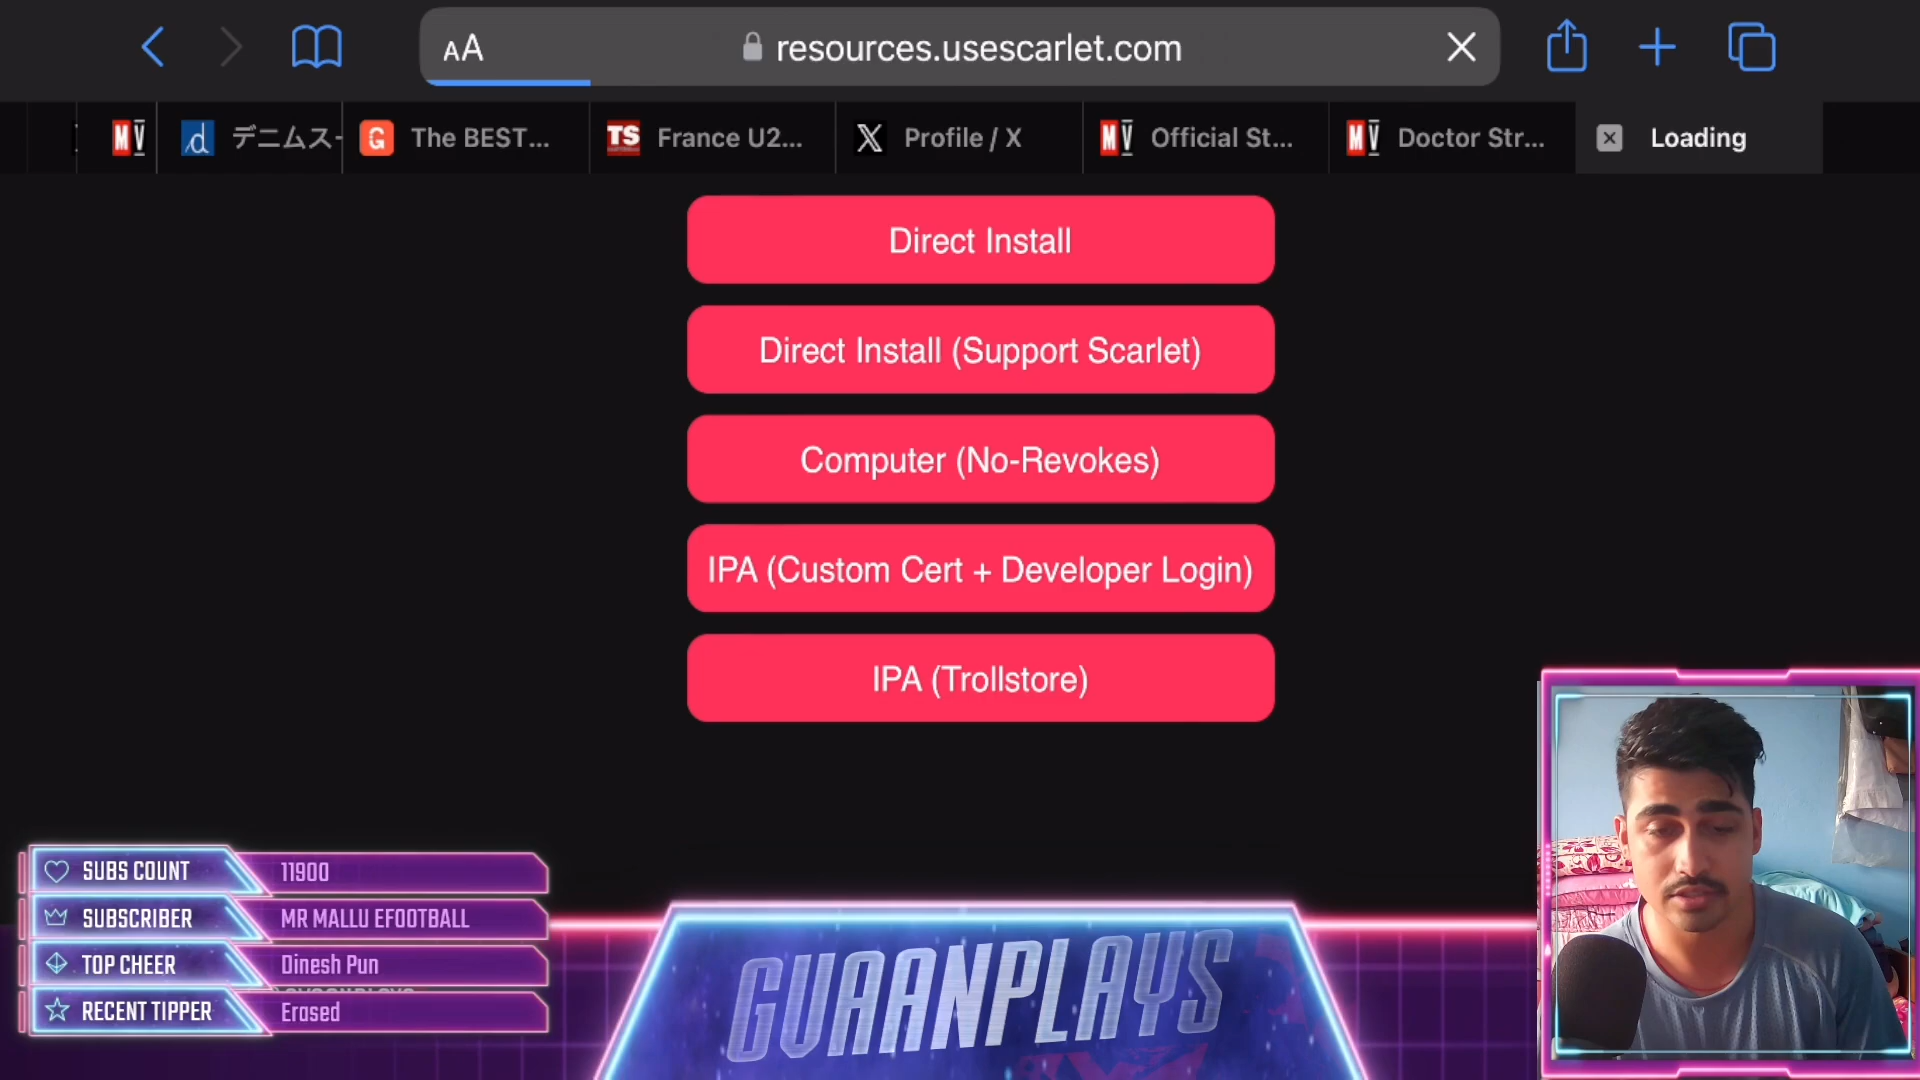 AA
resources.usescarlet.com
MV
d デニムス-
G The BEST...
TS France U2...
X Profile / X
MV Official St...
MV Doctor Str...
Loading
Direct Install
Direct Install (Support Scarlet)
Computer (No-Revokes)
IPA (Custom Cert + Developer Login)
IPA (Trollstore)
SUBS COUNT 11900
SUBSCRIBER MR MALLU EFOOTBALL
TOP CHEER Dinesh Pun
RECENT TIPPER Erased
GVAANPLAYS